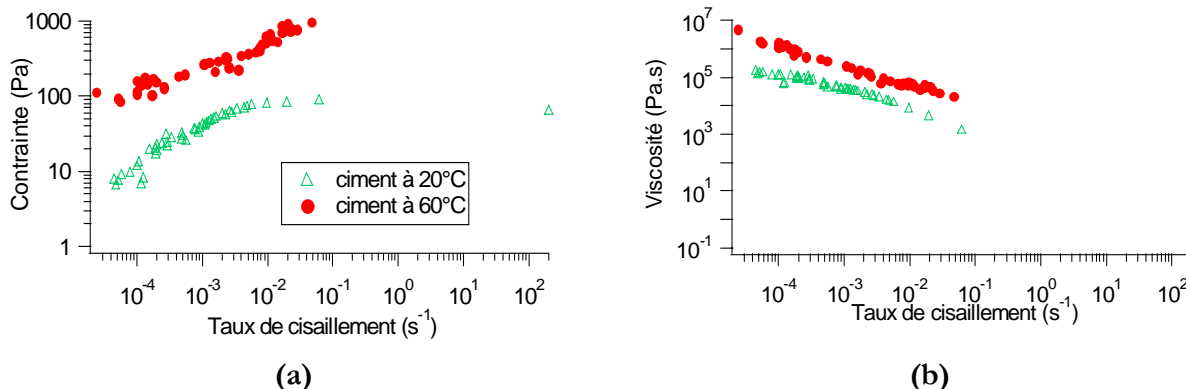 Contrainte (Pa)
1000
100
10
1
10⁻⁴ 10⁻³ 10⁻² 10⁻¹ 10⁰ 10¹ 10²
Taux de cisaillement (s⁻¹)
ciment à 20°C
ciment à 60°C
(a)
Viscosité (Pa.s)
10⁷
10⁵
10³
10¹
10⁻¹
10⁻⁴ 10⁻³ 10⁻² 10⁻¹ 10⁰ 10¹ 10²
Taux de cisaillement (s⁻¹)
(b)